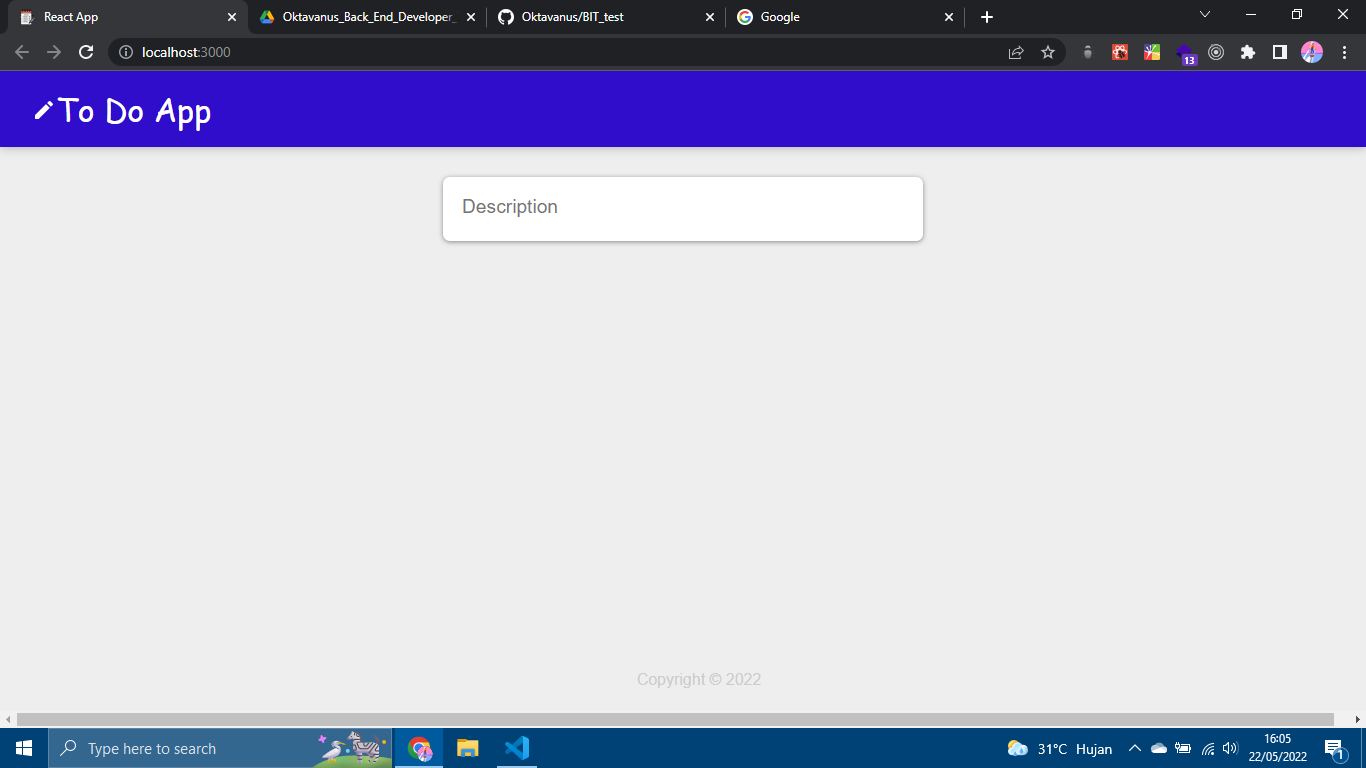 React App
Oktavanus_Back_End_Developer_
Oktavanus/BIT_test
Google
localhost:3000
13
To Do App
Description
Copyright © 2022
Type here to search
31°C Hujan
16:05
22/05/2022
1